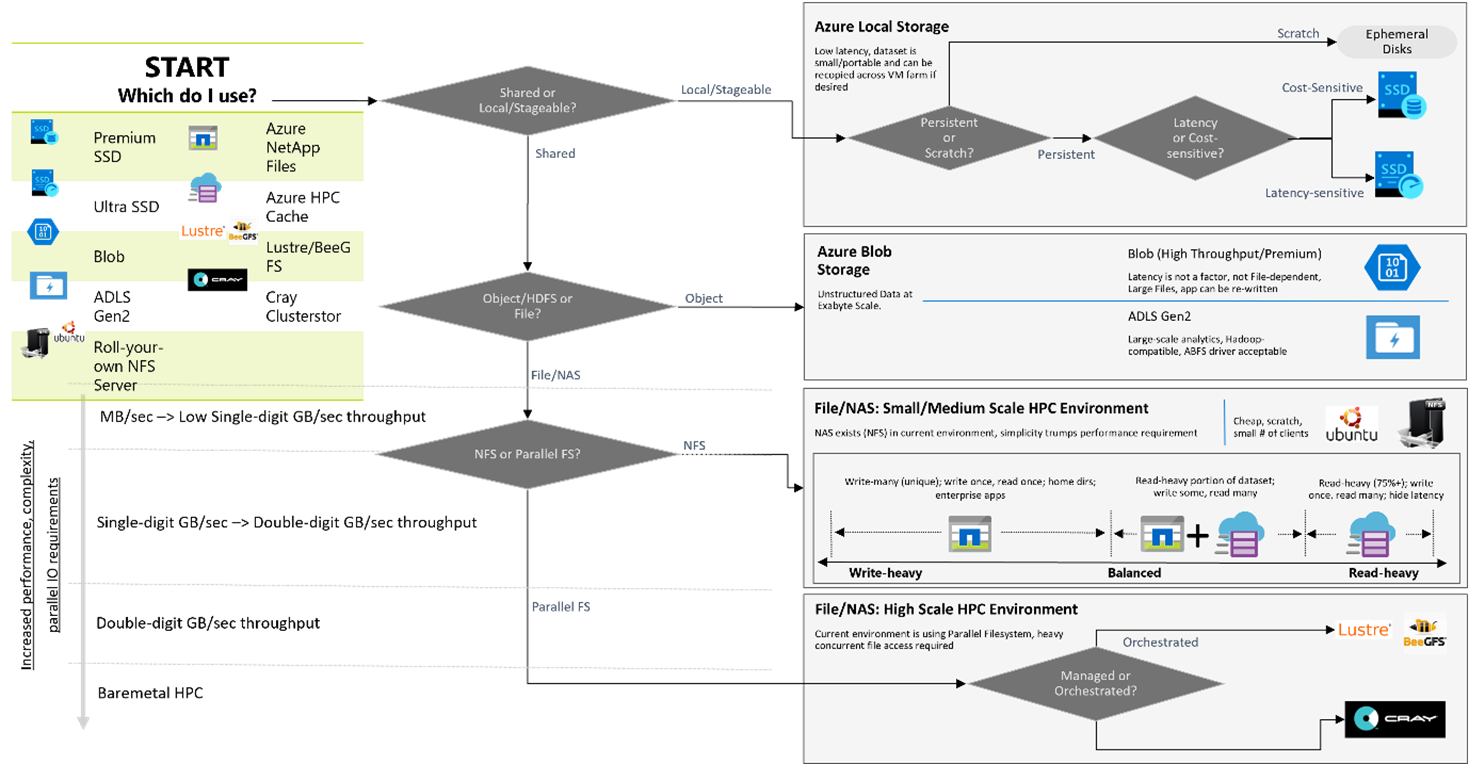 START
Which do I use?
SSD
Premium
SSD
Azure
NetApp
Files
SSD
Ultra SSD
Azure HPC
Cache
10
01
Blob
Lustre
BeeGFS
Lustre/BeeG
FS
ADLS
Gen2
CRAY
Cray
Clusterstor
ubuntu
Roll-your-
own NFS
Server
Increased performance, complexity,
parallel IO requirements
MB/sec –> Low Single-digit GB/sec throughput
Single-digit GB/sec –> Double-digit GB/sec throughput
Double-digit GB/sec throughput
Baremetal HPC
Shared or
Local/Stageable?
Local/Stageable
Shared
Object/HDFS or
File?
Object
File/NAS
NFS or Parallel FS?
NFS
Parallel FS
Azure Local Storage
Low latency, dataset is
small/portable and can be
recopied across VM farm if
desired
Scratch
Ephemeral
Disks
Persistent
or
Scratch?
Persistent
Latency
or Cost-
sensitive?
Cost-Sensitive
SSD
Latency-sensitive
SSD
Azure Blob
Storage
Unstructured Data at
Exabyte Scale.
Blob (High Throughput/Premium)
Latency is not a factor, not File-dependent,
Large Files, app can be re-written
10
01
ADLS Gen2
Large-scale analytics, Hadoop-
compatible, ABFS driver acceptable
File/NAS: Small/Medium Scale HPC Environment
NAS exists (NFS) in current environment, simplicity trumps performance requirement
Cheap, scratch,
small # of clients
ubuntu
NFS
Write-many (unique); write once, read once; home dirs;
enterprise apps
Read-heavy portion of dataset;
write some, read many
Read-heavy (75%+); write
once, read many; hide latency
Write-heavy
Balanced
Read-heavy
File/NAS: High Scale HPC Environment
Current environment is using Parallel Filesystem, heavy
concurrent file access required
Orchestrated
Lustre
BeeGFS
Managed or
Orchestrated?
CRAY